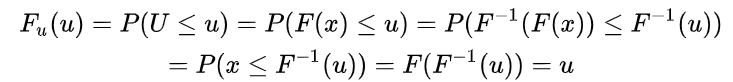 F_u(u) = P(U ≤ u) = P(F(x) ≤ u) = P(F⁻¹(F(x)) ≤ F⁻¹(u))
= P(x ≤ F⁻¹(u)) = F(F⁻¹(u)) = u